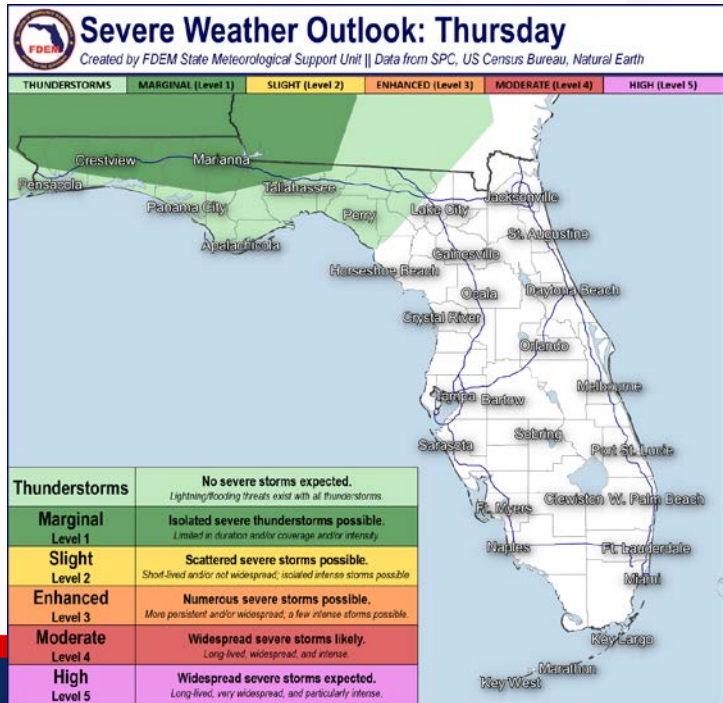 FDEM
Severe Weather Outlook: Thursday
Created by FDEM State Meteorological Support Unit || Data from SPC, US Census Bureau, Natural Earth
THUNDERSTORMS
MARGINAL (Level 1)
SLIGHT (Level 2)
ENHANCED (Level 3)
MODERATE (Level 4)
HIGH (Level 5)
Crestview
Marianna
Pensacola
Tallahassee
Panama City
Perry
Lake City
Jacksonville
Apalachicola
St. Augustine
Gainesville
Horseshoe Beach
Ocala
Daytona Beach
Crystal River
Orlando
Melbourne
Tampa
Bartow
Sarasota
Sebring
Port St. Lucie
Clewiston
W. Palm Beach
Ft. Myers
Naples
Ft. Lauderdale
Miami
Key Largo
Marathon
Key West
Thunderstorms
No severe storms expected.
Lightning/flooding threats exist with all thunderstorms.
Marginal
Level 1
Isolated severe thunderstorms possible.
Limited in duration and/or coverage and/or intensity.
Slight
Level 2
Scattered severe storms possible.
Short-lived and/or not widespread; isolated intense storms possible
Enhanced
Level 3
Numerous severe storms possible.
More persistent and/or widespread; a few intense storms possible.
Moderate
Level 4
Widespread severe storms likely.
Long-lived, widespread, and intense.
High
Level 5
Widespread severe storms expected.
Long-lived, very widespread, and particularly intense.